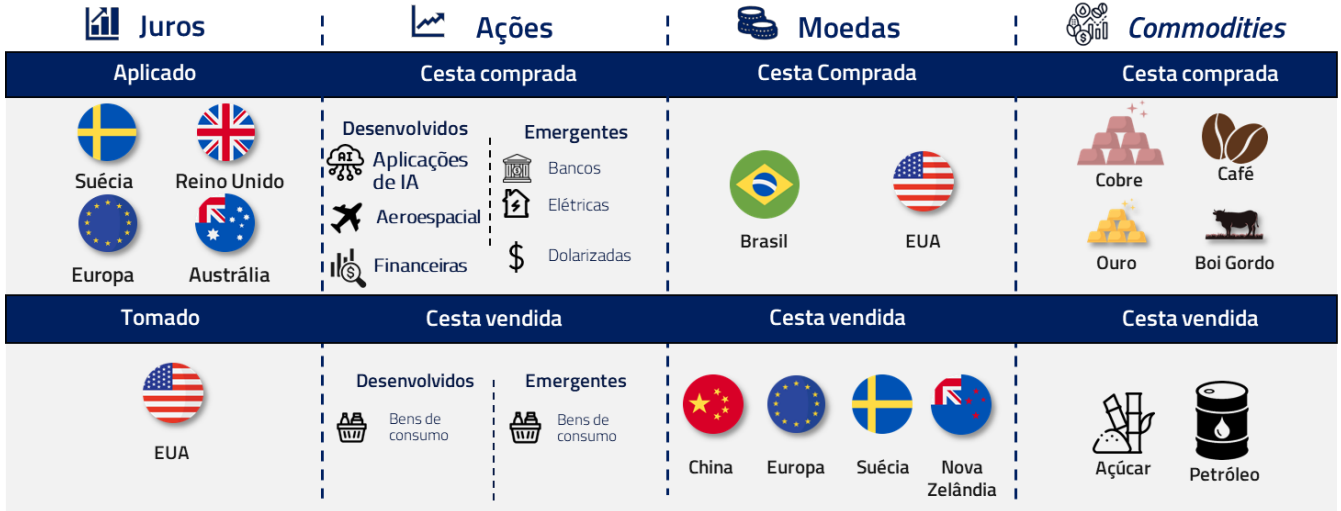 Juros
Ações
Moedas
Commodities
Aplicado
Cesta comprada
Cesta Comprada
Cesta comprada
Suécia
Reino Unido
Europa
Austrália
Desenvolvidos
AI
Aplicações
de IA
Aeroespacial
Financeiras
Emergentes
Bancos
Elétricas
Dolarizadas
Brasil
EUA
Cobre
Café
Ouro
Boi Gordo
Tomado
Cesta vendida
Cesta vendida
Cesta vendida
EUA
Desenvolvidos
Bens de
consumo
Emergentes
Bens de
consumo
China
Europa
Suécia
Nova
Zelândia
Açúcar
Petróleo